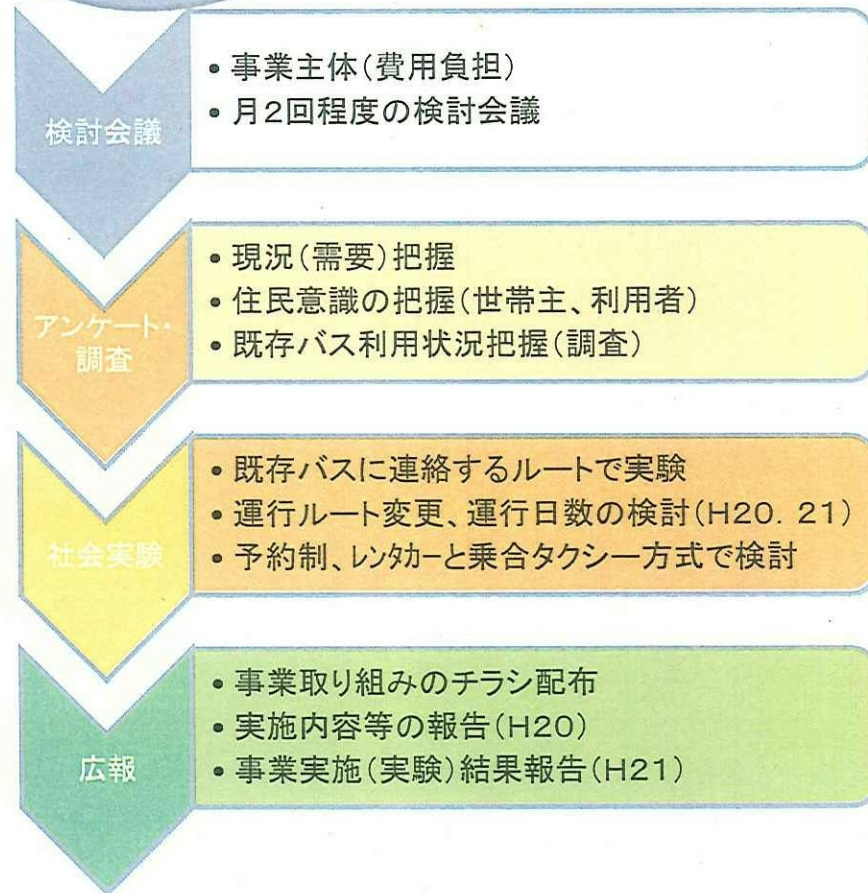 検討会議
• 事業主体(費用負担)
• 月2回程度の検討会議
アンケート・
調査
• 現況(需要)把握
• 住民意識の把握(世帯主、利用者)
• 既存バス利用状況把握(調査)
社会実験
• 既存バスに連絡するルートで実験
• 運行ルート変更、運行日数の検討(H20. 21)
• 予約制、レンタカーと乗合タクシー方式で検討
広報
• 事業取り組みのチラシ配布
• 実施内容等の報告(H20)
• 事業実施(実験)結果報告(H21)